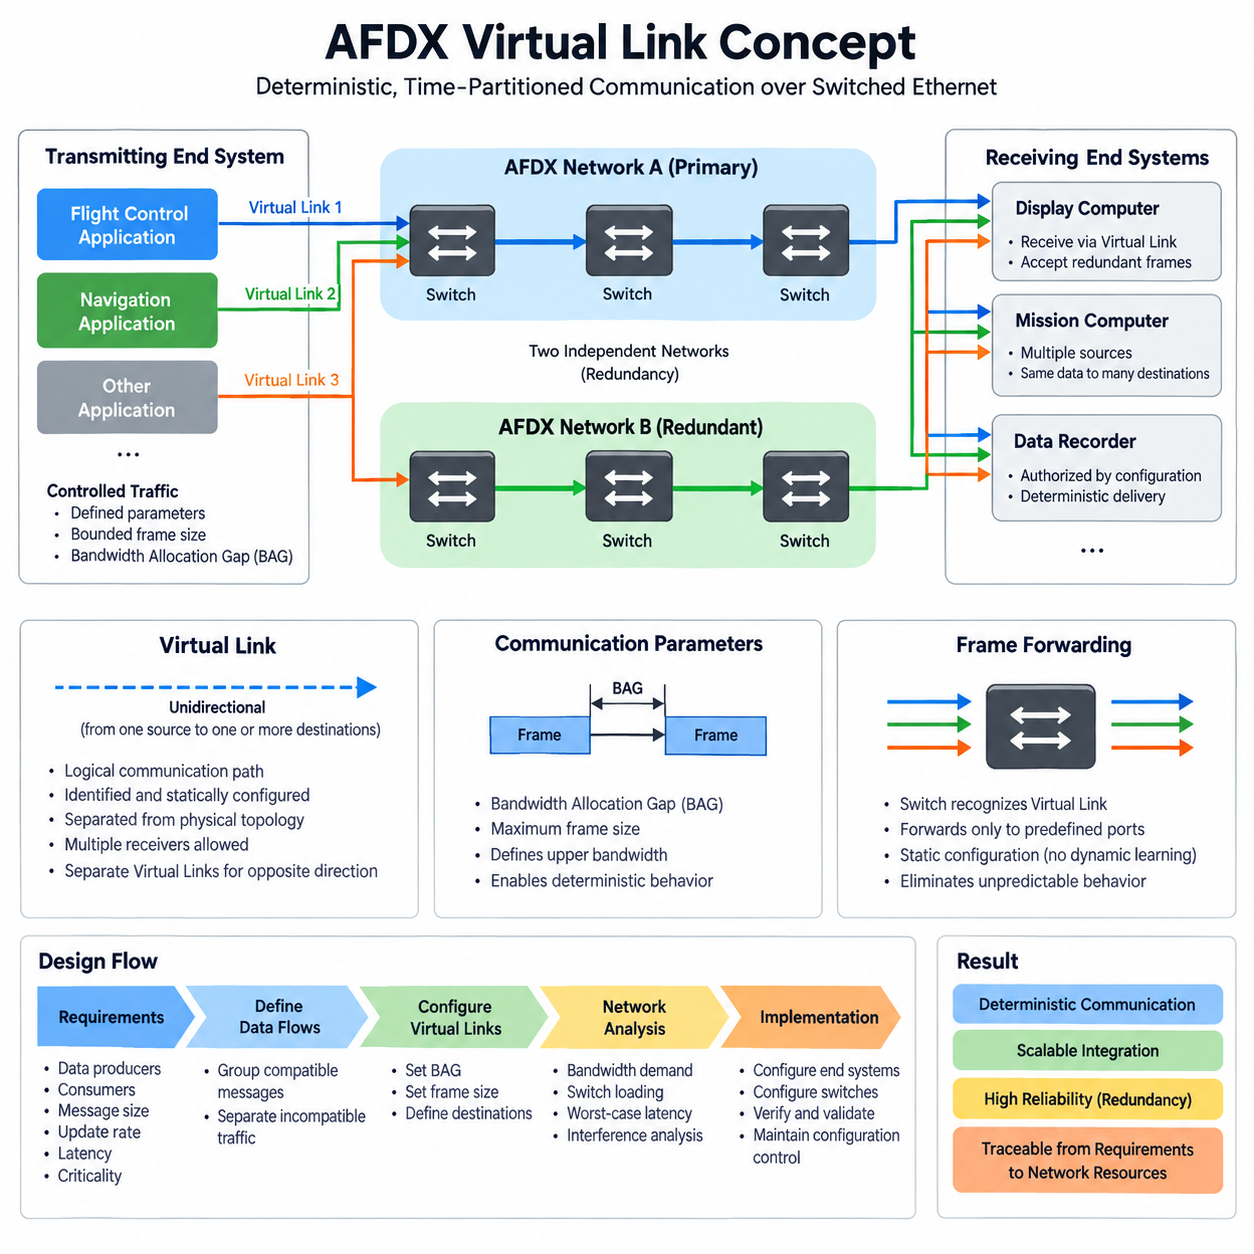 AFDX Virtual Link Concept
Deterministic, Time-Partitioned Communication over Switched Ethernet
Transmitting End System
Flight Control
Application
Navigation
Application
Other
Application
...
Controlled Traffic
• Defined parameters
• Bounded frame size
• Bandwidth Allocation Gap (BAG)
Virtual Link 1
Virtual Link 2
Virtual Link 3
AFDX Network A (Primary)
Switch
Switch
Switch
Two Independent Networks
(Redundancy)
AFDX Network B (Redundant)
Switch
Switch
Switch
Receiving End Systems
Display Computer
• Receive via Virtual Link
• Accept redundant frames
Mission Computer
• Multiple sources
• Same data to many destinations
Data Recorder
• Authorized by configuration
• Deterministic delivery
...
Virtual Link
Unidirectional
(from one source to one or more destinations)
• Logical communication path
• Identified and statically configured
• Separated from physical topology
• Multiple receivers allowed
• Separate Virtual Links for opposite direction
Communication Parameters
BAG
Frame
Frame
• Bandwidth Allocation Gap (BAG)
• Maximum frame size
• Defines upper bandwidth
• Enables deterministic behavior
Frame Forwarding
• Switch recognizes Virtual Link
• Forwards only to predefined ports
• Static configuration (no dynamic learning)
• Eliminates unpredictable behavior
Design Flow
Requirements
• Data producers
• Consumers
• Message size
• Update rate
• Latency
• Criticality
Define
Data Flows
• Group compatible
messages
• Separate incompatible
traffic
Configure
Virtual Links
• Set BAG
• Set frame size
• Define destinations
Network
Analysis
• Bandwidth demand
• Switch loading
• Worst-case latency
• Interference analysis
Implementation
• Configure end systems
• Configure switches
• Verify and validate
• Maintain configuration
control
Result
Deterministic Communication
Scalable Integration
High Reliability (Redundancy)
Traceable from Requirements
to Network Resources